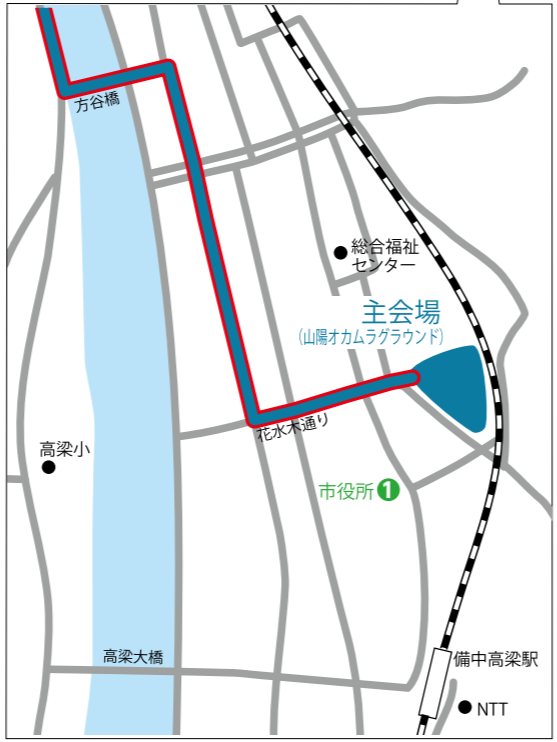 方谷橋
総合福祉
センター
主会場
(山陽オカムラグラウンド)
花水木通り
高梁小
市役所❶
高梁大橋
備中高梁駅
NTT